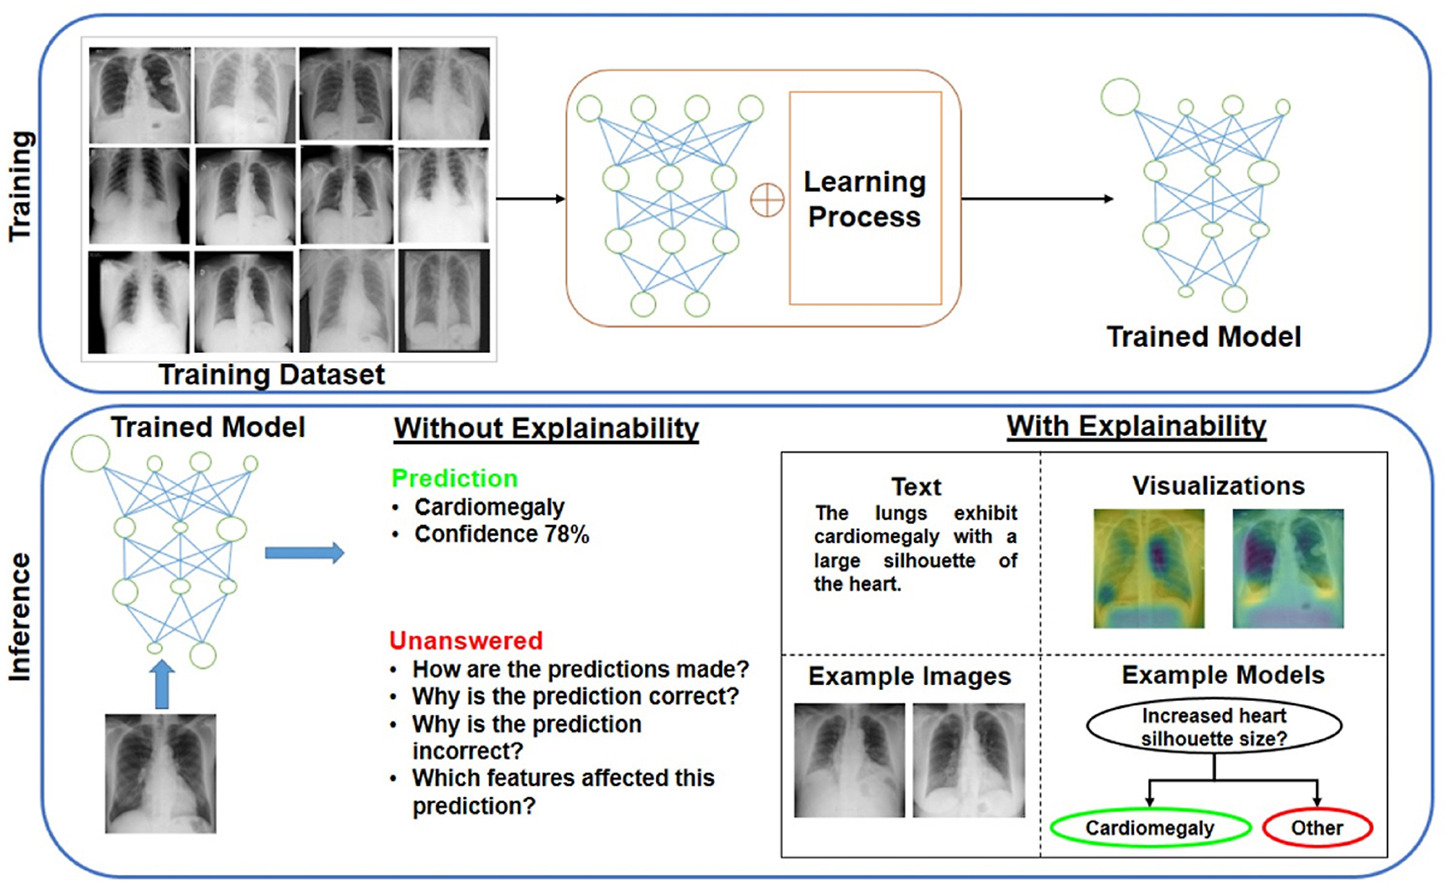 Training
Learning
Process
Trained Model
Training Dataset
Inference
Trained Model
Without Explainability
Prediction
• Cardiomegaly
• Confidence 78%
Unanswered
• How are the predictions made?
• Why is the prediction correct?
• Why is the prediction
incorrect?
• Which features affected this
prediction?
With Explainability
Text
The lungs exhibit
cardiomegaly with a
large silhouette of
the heart.
Visualizations
Example Images
Example Models
Increased heart
silhouette size?
Cardiomegaly
Other